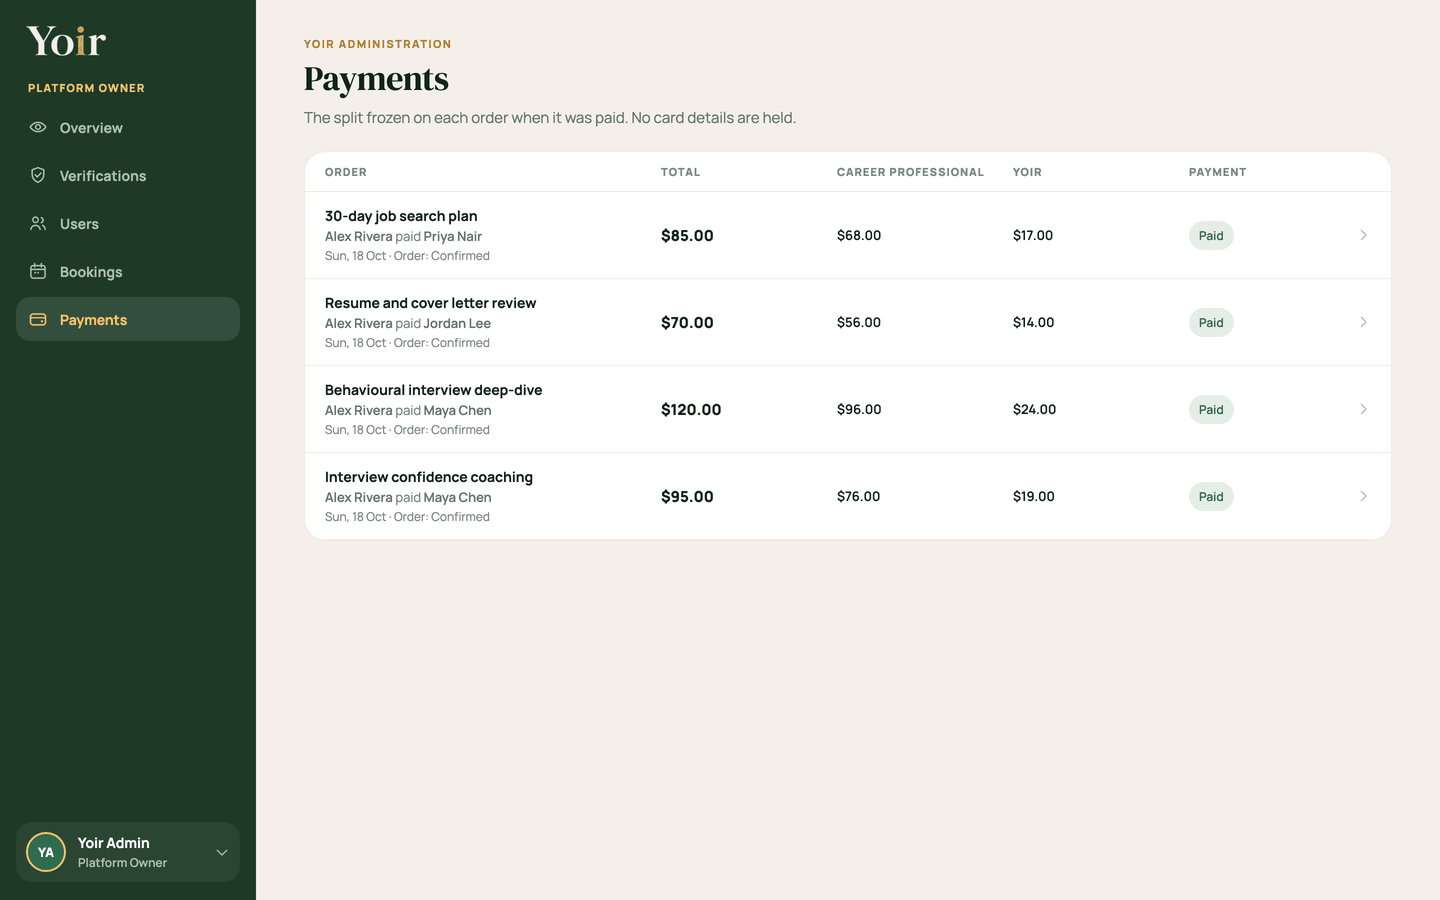 Yoir
PLATFORM OWNER
Overview
Verifications
Users
Bookings
Payments
YOIR ADMINISTRATION
Payments
The split frozen on each order when it was paid. No card details are held.
ORDER TOTAL CAREER PROFESSIONAL YOIR PAYMENT
30-day job search plan
Alex Rivera paid Priya Nair
Sun, 18 Oct · Order: Confirmed
$85.00 $68.00 $17.00 Paid
Resume and cover letter review
Alex Rivera paid Jordan Lee
Sun, 18 Oct · Order: Confirmed
$70.00 $56.00 $14.00 Paid
Behavioural interview deep-dive
Alex Rivera paid Maya Chen
Sun, 18 Oct · Order: Confirmed
$120.00 $96.00 $24.00 Paid
Interview confidence coaching
Alex Rivera paid Maya Chen
Sun, 18 Oct · Order: Confirmed
$95.00 $76.00 $19.00 Paid
YA
Yoir Admin
Platform Owner